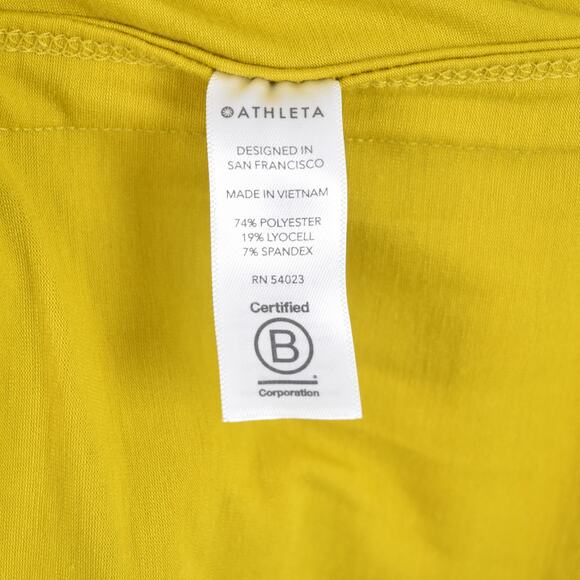 ATHLETA
DESIGNED IN
SAN FRANCISCO
MADE IN VIETNAM
74% POLYESTER
19% LYOCELL
7% SPANDEX
RN 54023
Certified
B
Corporation